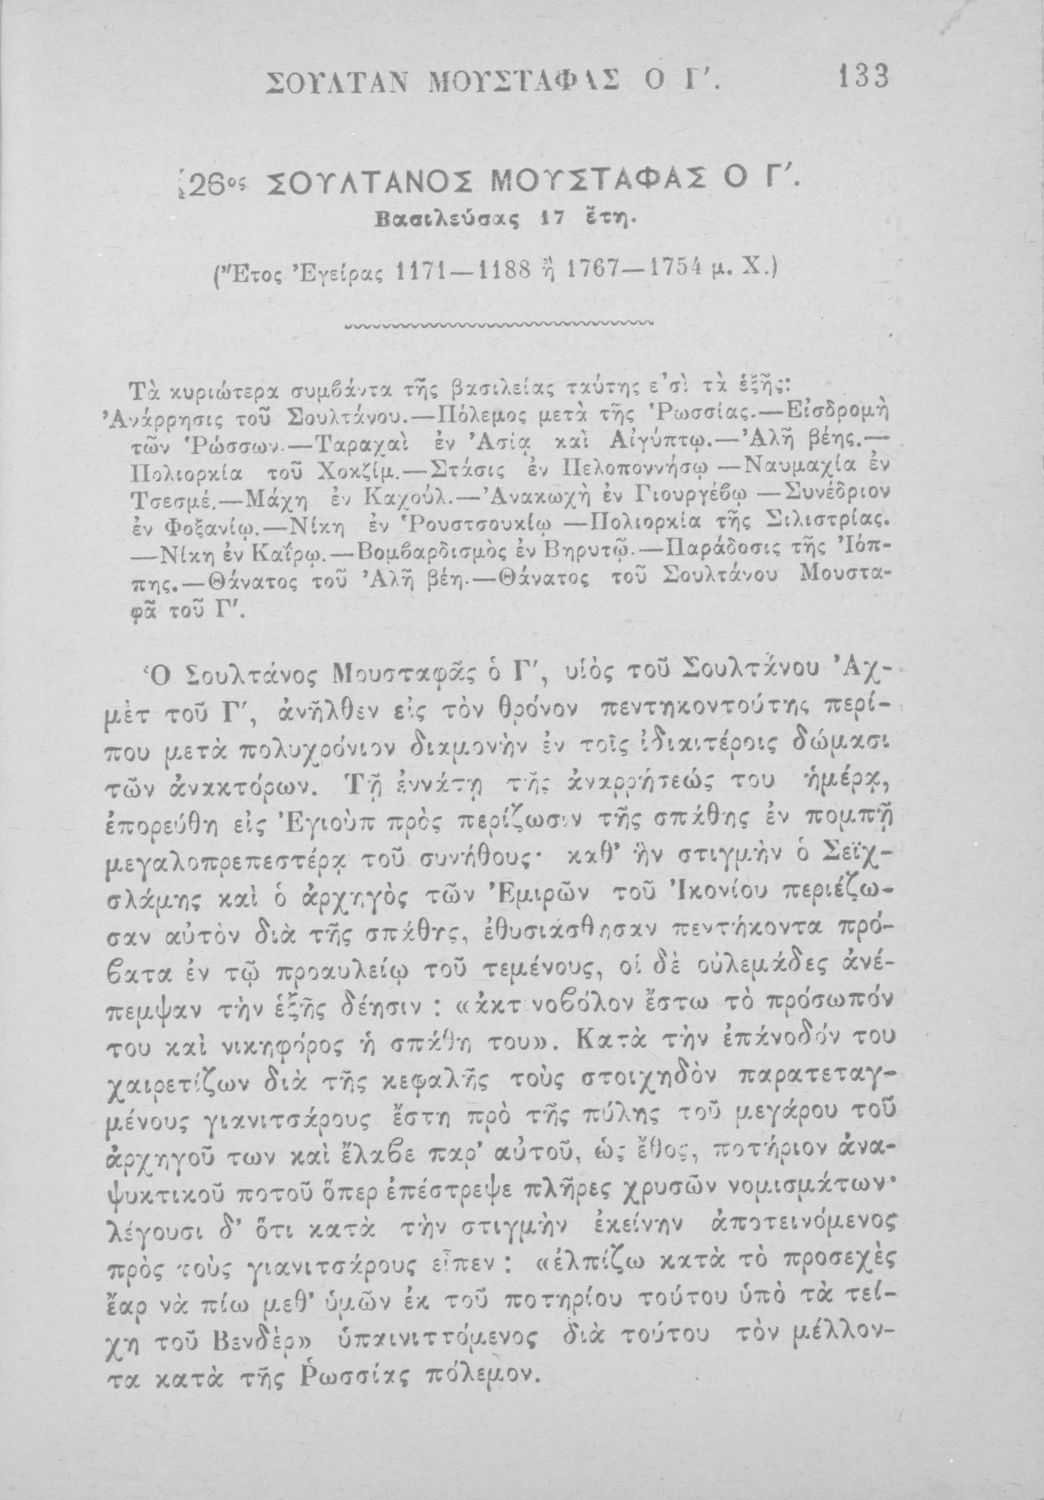 ΣΟΥΛΤΑΝ ΜΟΥΣΤΑΦΑΣ Ο Γ΄. 133
26ος ΣΟΥΛΤΑΝΟΣ ΜΟΥΣΤΑΦΑΣ Ο Γ΄.
Βασιλεύσας 17 ἔτη.
(Ἔτος Ἐγείρας 1171—1188 ἢ 1767—1754 μ. Χ.)
Τὰ κυριώτερα συμβάντα τῆς βασιλείας ταύτης εἰσὶ τὰ ἑξῆς:
Ἀνάρρησις τοῦ Σουλτάνου.—Πόλεμος μετὰ τῆς Ῥωσσίας.—Εἰσδρομὴ
τῶν Ῥώσσων.—Ταραχαὶ ἐν Ἀσίᾳ καὶ Αἰγύπτῳ.—Ἀλῆ βέης.—
Πολιορκία τοῦ Χοκζίμ.—Στάσις ἐν Πελοποννήσῳ —Ναυμαχία ἐν
Τσεσμέ.—Μάχη ἐν Καχούλ.—Ἀνακωχὴ ἐν Γιουργέβῳ —Συνέδριον
ἐν Φοξανίῳ.—Νίκη ἐν Ῥουστσουκίῳ —Πολιορκία τῆς Σιλιστρίας.
—Νίκη ἐν Καΐρῳ.—Βομβαρδισμὸς ἐν Βηρυτῷ.—Παράδοσις τῆς Ἰόπ-
πης.—Θάνατος τοῦ Ἀλῆ βέη.—Θάνατος τοῦ Σουλτάνου Μουστα-
φᾶ τοῦ Γ΄.
Ὁ Σουλτάνος Μουσταφᾶς ὁ Γ΄, υἱὸς τοῦ Σουλτάνου Ἀχ-
μὲτ τοῦ Γ΄, ἀνῆλθεν εἰς τὸν θρόνον πεντηκοντούτης περί-
που μετὰ πολυχρόνιον διαμονὴν ἐν τοῖς ἰδιαιτέροις δώμασι
τῶν ἀνακτόρων. Τῇ ἐννάτῃ τῆς ἀναρρήσεώς του ἡμέρᾳ,
ἐπορεύθη εἰς Ἐγιοὺπ πρὸς περίζωσιν τῆς σπάθης ἐν πομπῇ
μεγαλοπρεπεστέρᾳ τοῦ συνήθους· καθ' ἣν στιγμὴν ὁ Σεϊχ-
σλάμης καὶ ὁ ἀρχηγὸς τῶν Ἐμιρῶν τοῦ Ἰκονίου περιέζω-
σαν αὐτὸν διὰ τῆς σπάθης, ἐθυσιάσθησαν πεντήκοντα πρό-
βατα ἐν τῷ προαυλείῳ τοῦ τεμένους, οἱ δὲ οὐλεμάδες ἀνέ-
πεμψαν τὴν ἑξῆς δέησιν : «ἀκτινοβόλον ἔστω τὸ πρόσωπόν
του καὶ νικηφόρος ἡ σπάθη του». Κατὰ τὴν ἐπάνοδόν του
χαιρετίζων διὰ τῆς κεφαλῆς τοὺς στοιχηδὸν παρατεταγ-
μένους γιανιτσάρους ἔστη πρὸ τῆς πύλης τοῦ μεγάρου τοῦ
ἀρχηγοῦ των καὶ ἔλαβε παρ' αὐτοῦ, ὡς ἔθος, ποτήριον ἀνα-
ψυκτικοῦ ποτοῦ ὅπερ ἐπέστρεψε πλῆρες χρυσῶν νομισμάτων·
λέγουσι δ' ὅτι κατὰ τὴν στιγμὴν ἐκείνην ἀποτεινόμενος
πρὸς τοὺς γιανιτσάρους εἶπεν : «ἐλπίζω κατὰ τὸ προσεχὲς
ἔαρ νὰ πίω μεθ' ὑμῶν ἐκ τοῦ ποτηρίου τούτου ὑπὸ τὰ τεί-
χη τοῦ Βενδὲρ» ὑπαινιττόμενος διὰ τούτου τὸν μέλλον-
τα κατὰ τῆς Ῥωσσίας πόλεμον.